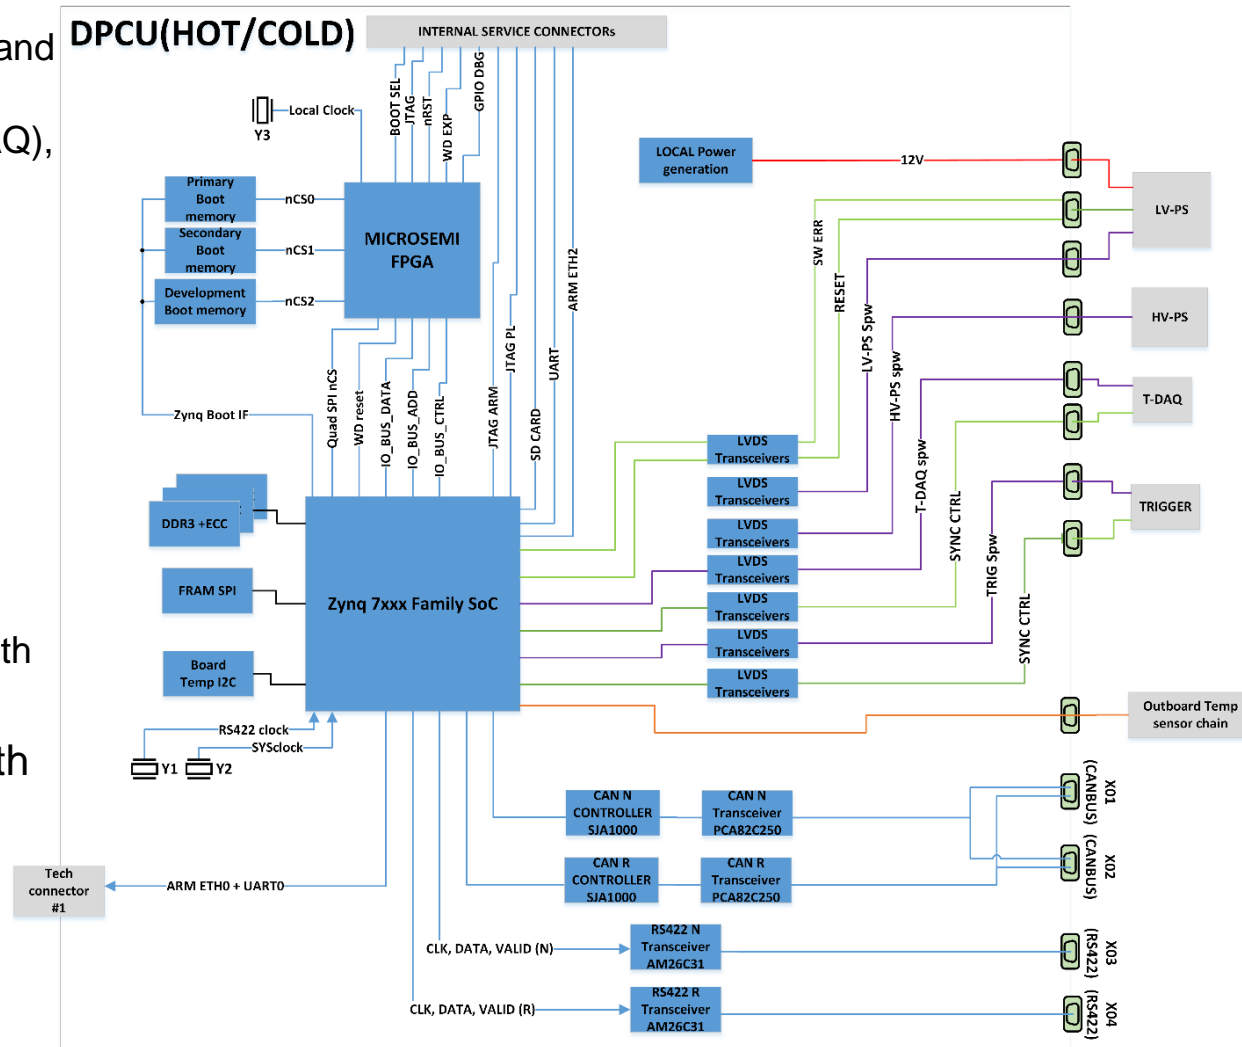 and
DPCU(HOT/COLD)
INTERNAL SERVICE CONNECTORs
Q),
Local Clock
Y3
BOOT SEL
JTAG
nRST
WD EXP
GPIO DBG
LOCAL Power
generation
12V
LV-PS
Primary
Boot
memory
nCS0
Secondary
Boot
memory
nCS1
Development
Boot memory
nCS2
MICROSEMI
FPGA
ARM ETH2
SW ERR
RESET
HV-PS
Zynq Boot IF
Quad SPI nCS
WD reset
IO_BUS_DATA
IO_BUS_ADD
IO_BUS_CTRL
JTAG ARM
JTAG PL
SD CARD
UART
LV-PS Spw
HV-PS spw
T-DAQ spw
SYNC CTRL
TRIG Spw
SYNC CTRL
T-DAQ
TRIGGER
LVDS
Transceivers
LVDS
Transceivers
LVDS
Transceivers
LVDS
Transceivers
LVDS
Transceivers
LVDS
Transceivers
LVDS
Transceivers
DDR3 +ECC
FRAM SPI
Zynq 7xxx Family SoC
Board
Temp I2C
th
th
RS422 clock
SYSclock
Y1
Y2
Outboard Temp
sensor chain
CAN N
CONTROLLER
SJA1000
CAN N
Transceiver
PCA82C250
X01
(CANBUS)
CAN R
CONTROLLER
SJA1000
CAN R
Transceiver
PCA82C250
X02
(CANBUS)
Tech
connector
#1
ARM ETH0 + UART0
CLK, DATA, VALID (N)
RS422 N
Transceiver
AM26C31
X03
(RS422)
CLK, DATA, VALID (R)
RS422 R
Transceiver
AM26C31
X04
(RS422)